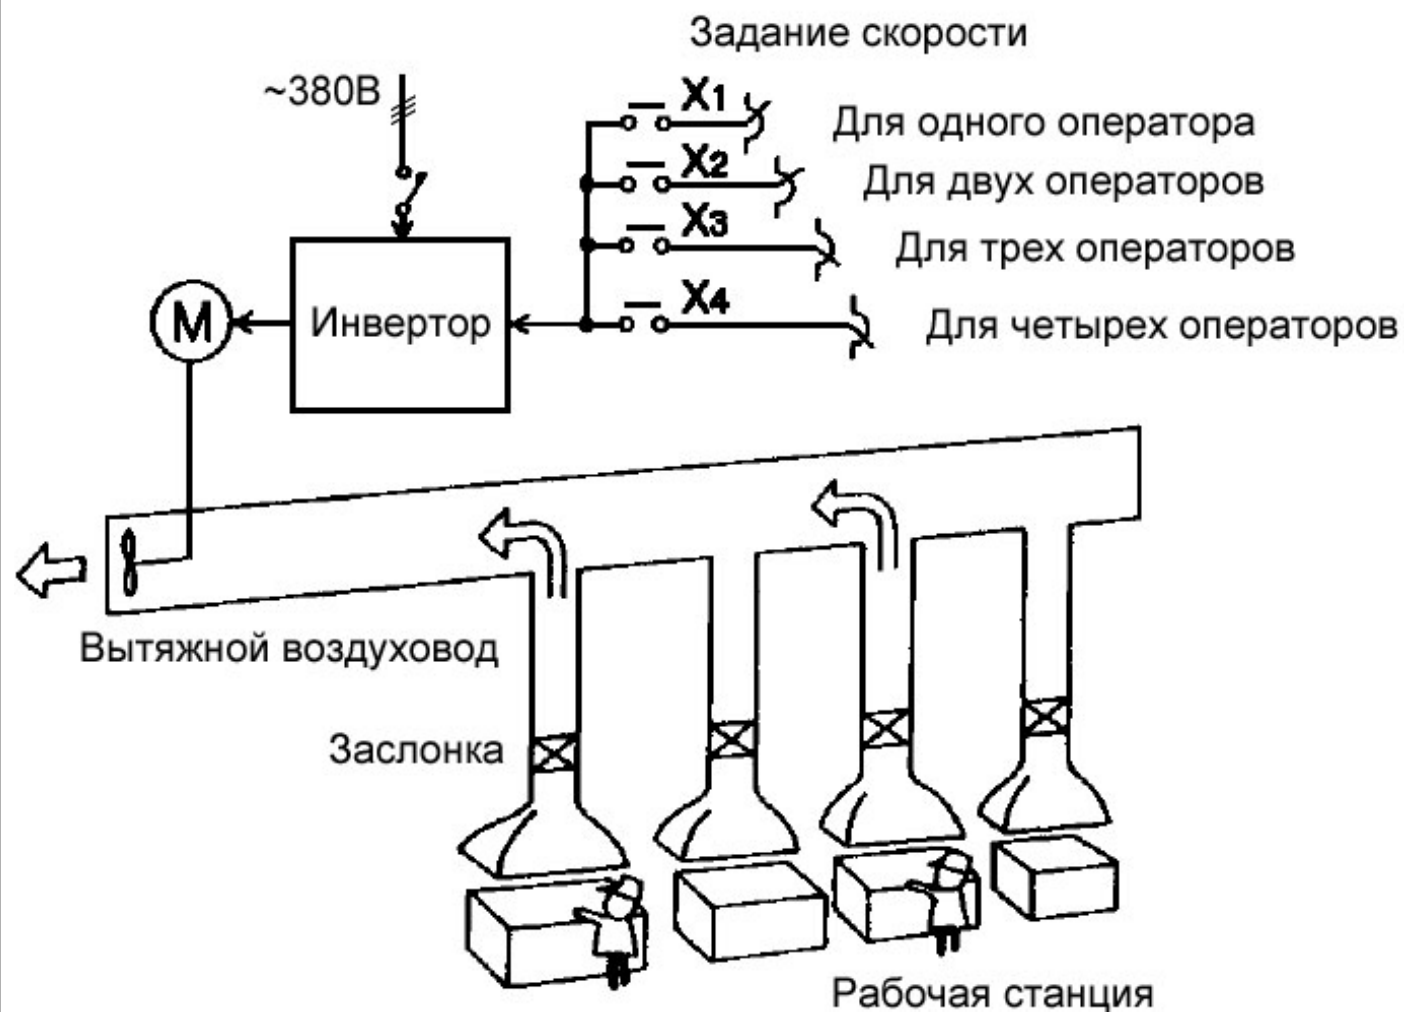 Задание скорости
~380В
X1
Для одного оператора
X2
Для двух операторов
X3
Для трех операторов
X4
Для четырех операторов
М
Инвертор
Вытяжной воздуховод
Заслонка
Рабочая станция